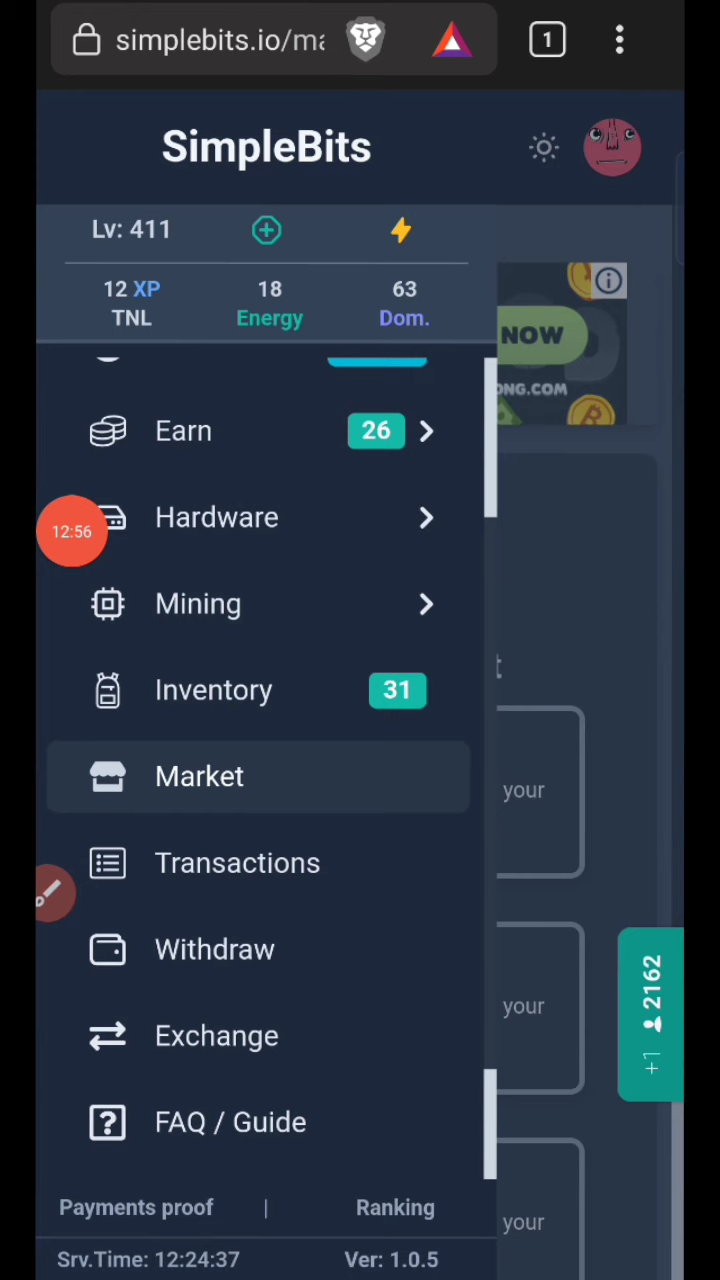 simplebits.io/ma
1
SimpleBits
Lv: 411
12 XP 18 63
TNL Energy Dom.
NOW
ONG.COM
Earn 26
Hardware
12:56
Mining
Inventory 31
Market
your
Transactions
Withdraw
your
+1 2162
Exchange
FAQ / Guide
Payments proof | Ranking
your
Srv.Time: 12:24:37 Ver: 1.0.5